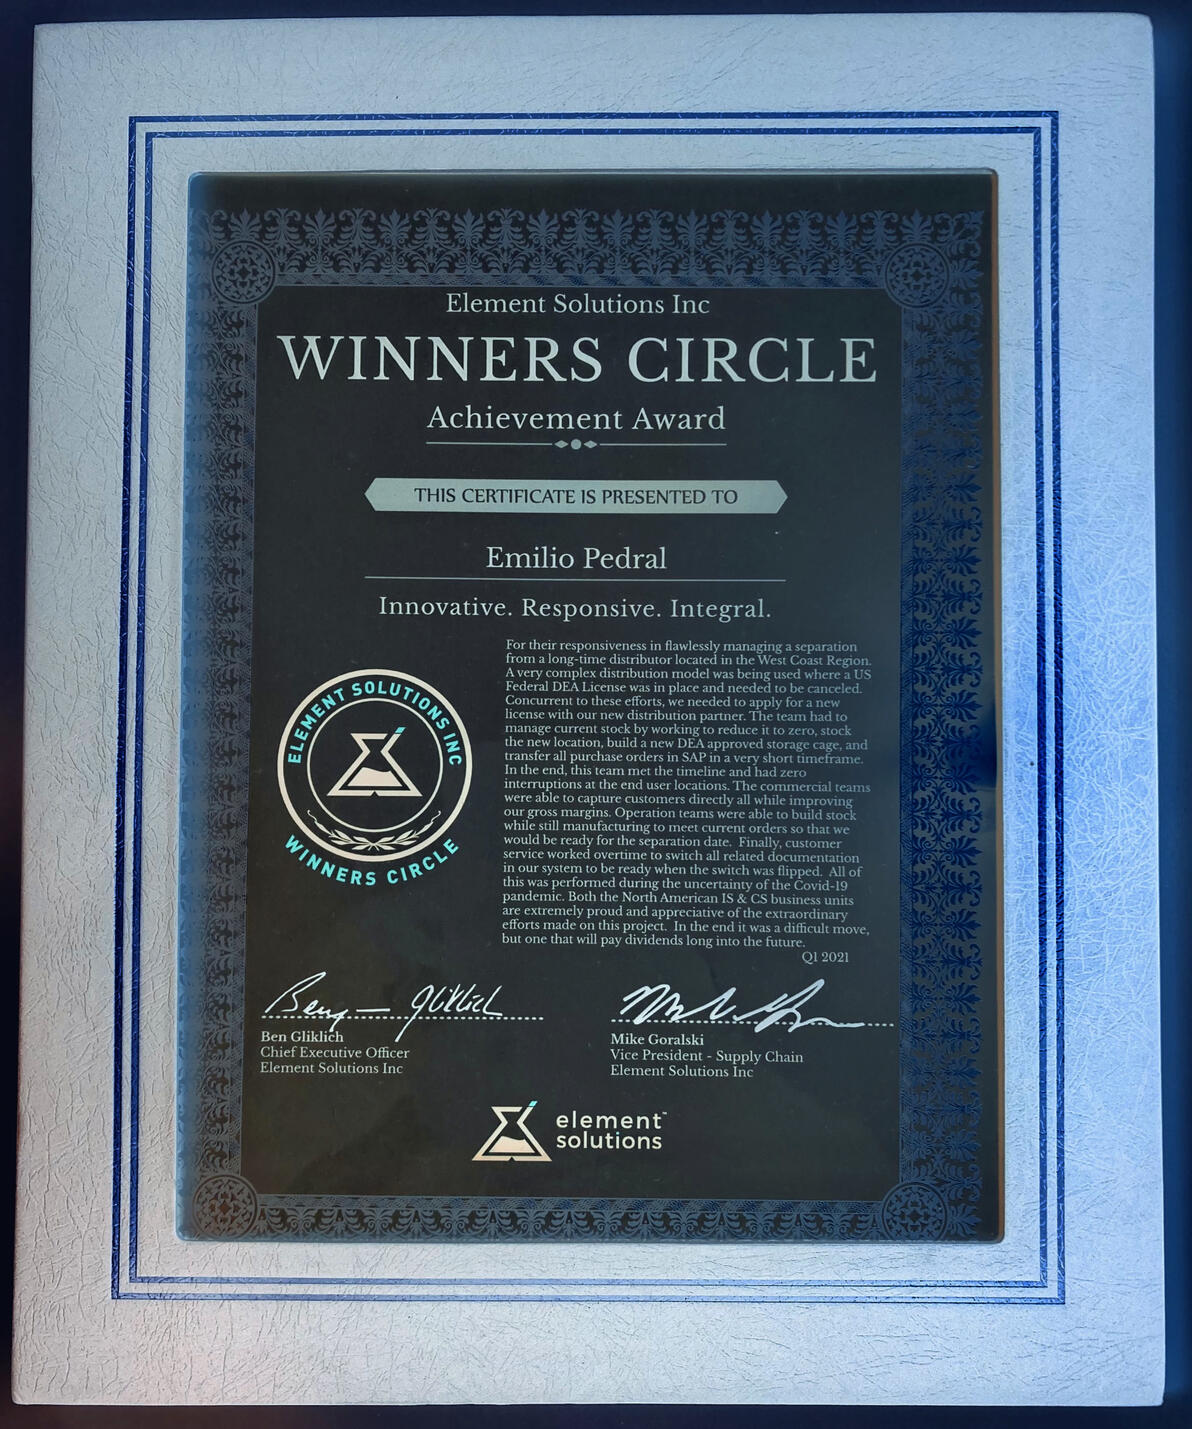 Element Solutions Inc
WINNERS CIRCLE
Achievement Award
THIS CERTIFICATE IS PRESENTED TO
Emilio Pedral
Innovative. Responsive. Integral.
For their responsiveness in flawlessly managing a separation
from a long-time distributor located in the West Coast Region.
A very complex distribution model was being used where a US
Federal DEA License was in place and needed to be canceled.
Concurrent to these efforts, we needed to apply for a new
license with our new distribution partner. The team had to
manage current stock by working to reduce it to zero, stock
the new location, build a new DEA approved storage cage, and
transfer all purchase orders in SAP in a very short timeframe.
In the end, this team met the timeline and had zero
interruptions at the end user locations. The commercial teams
were able to capture customers directly all while improving
our gross margins. Operation teams were able to build stock
while still manufacturing to meet current orders so that we
would be ready for the separation date. Finally, customer
service worked overtime to switch all related documentation
in our system to be ready when the switch was flipped. All of
this was performed during the uncertainty of the Covid-19
pandemic. Both the North American IS & CS business units
are extremely proud and appreciative of the extraordinary
efforts made on this project. In the end it was a difficult move,
but one that will pay dividends long into the future.
Q1 2021
ELEMENT SOLUTIONS INC
WINNERS CIRCLE
Ben Gliklich
Chief Executive Officer
Element Solutions Inc
Mike Goralski
Vice President - Supply Chain
Element Solutions Inc
element™
solutions